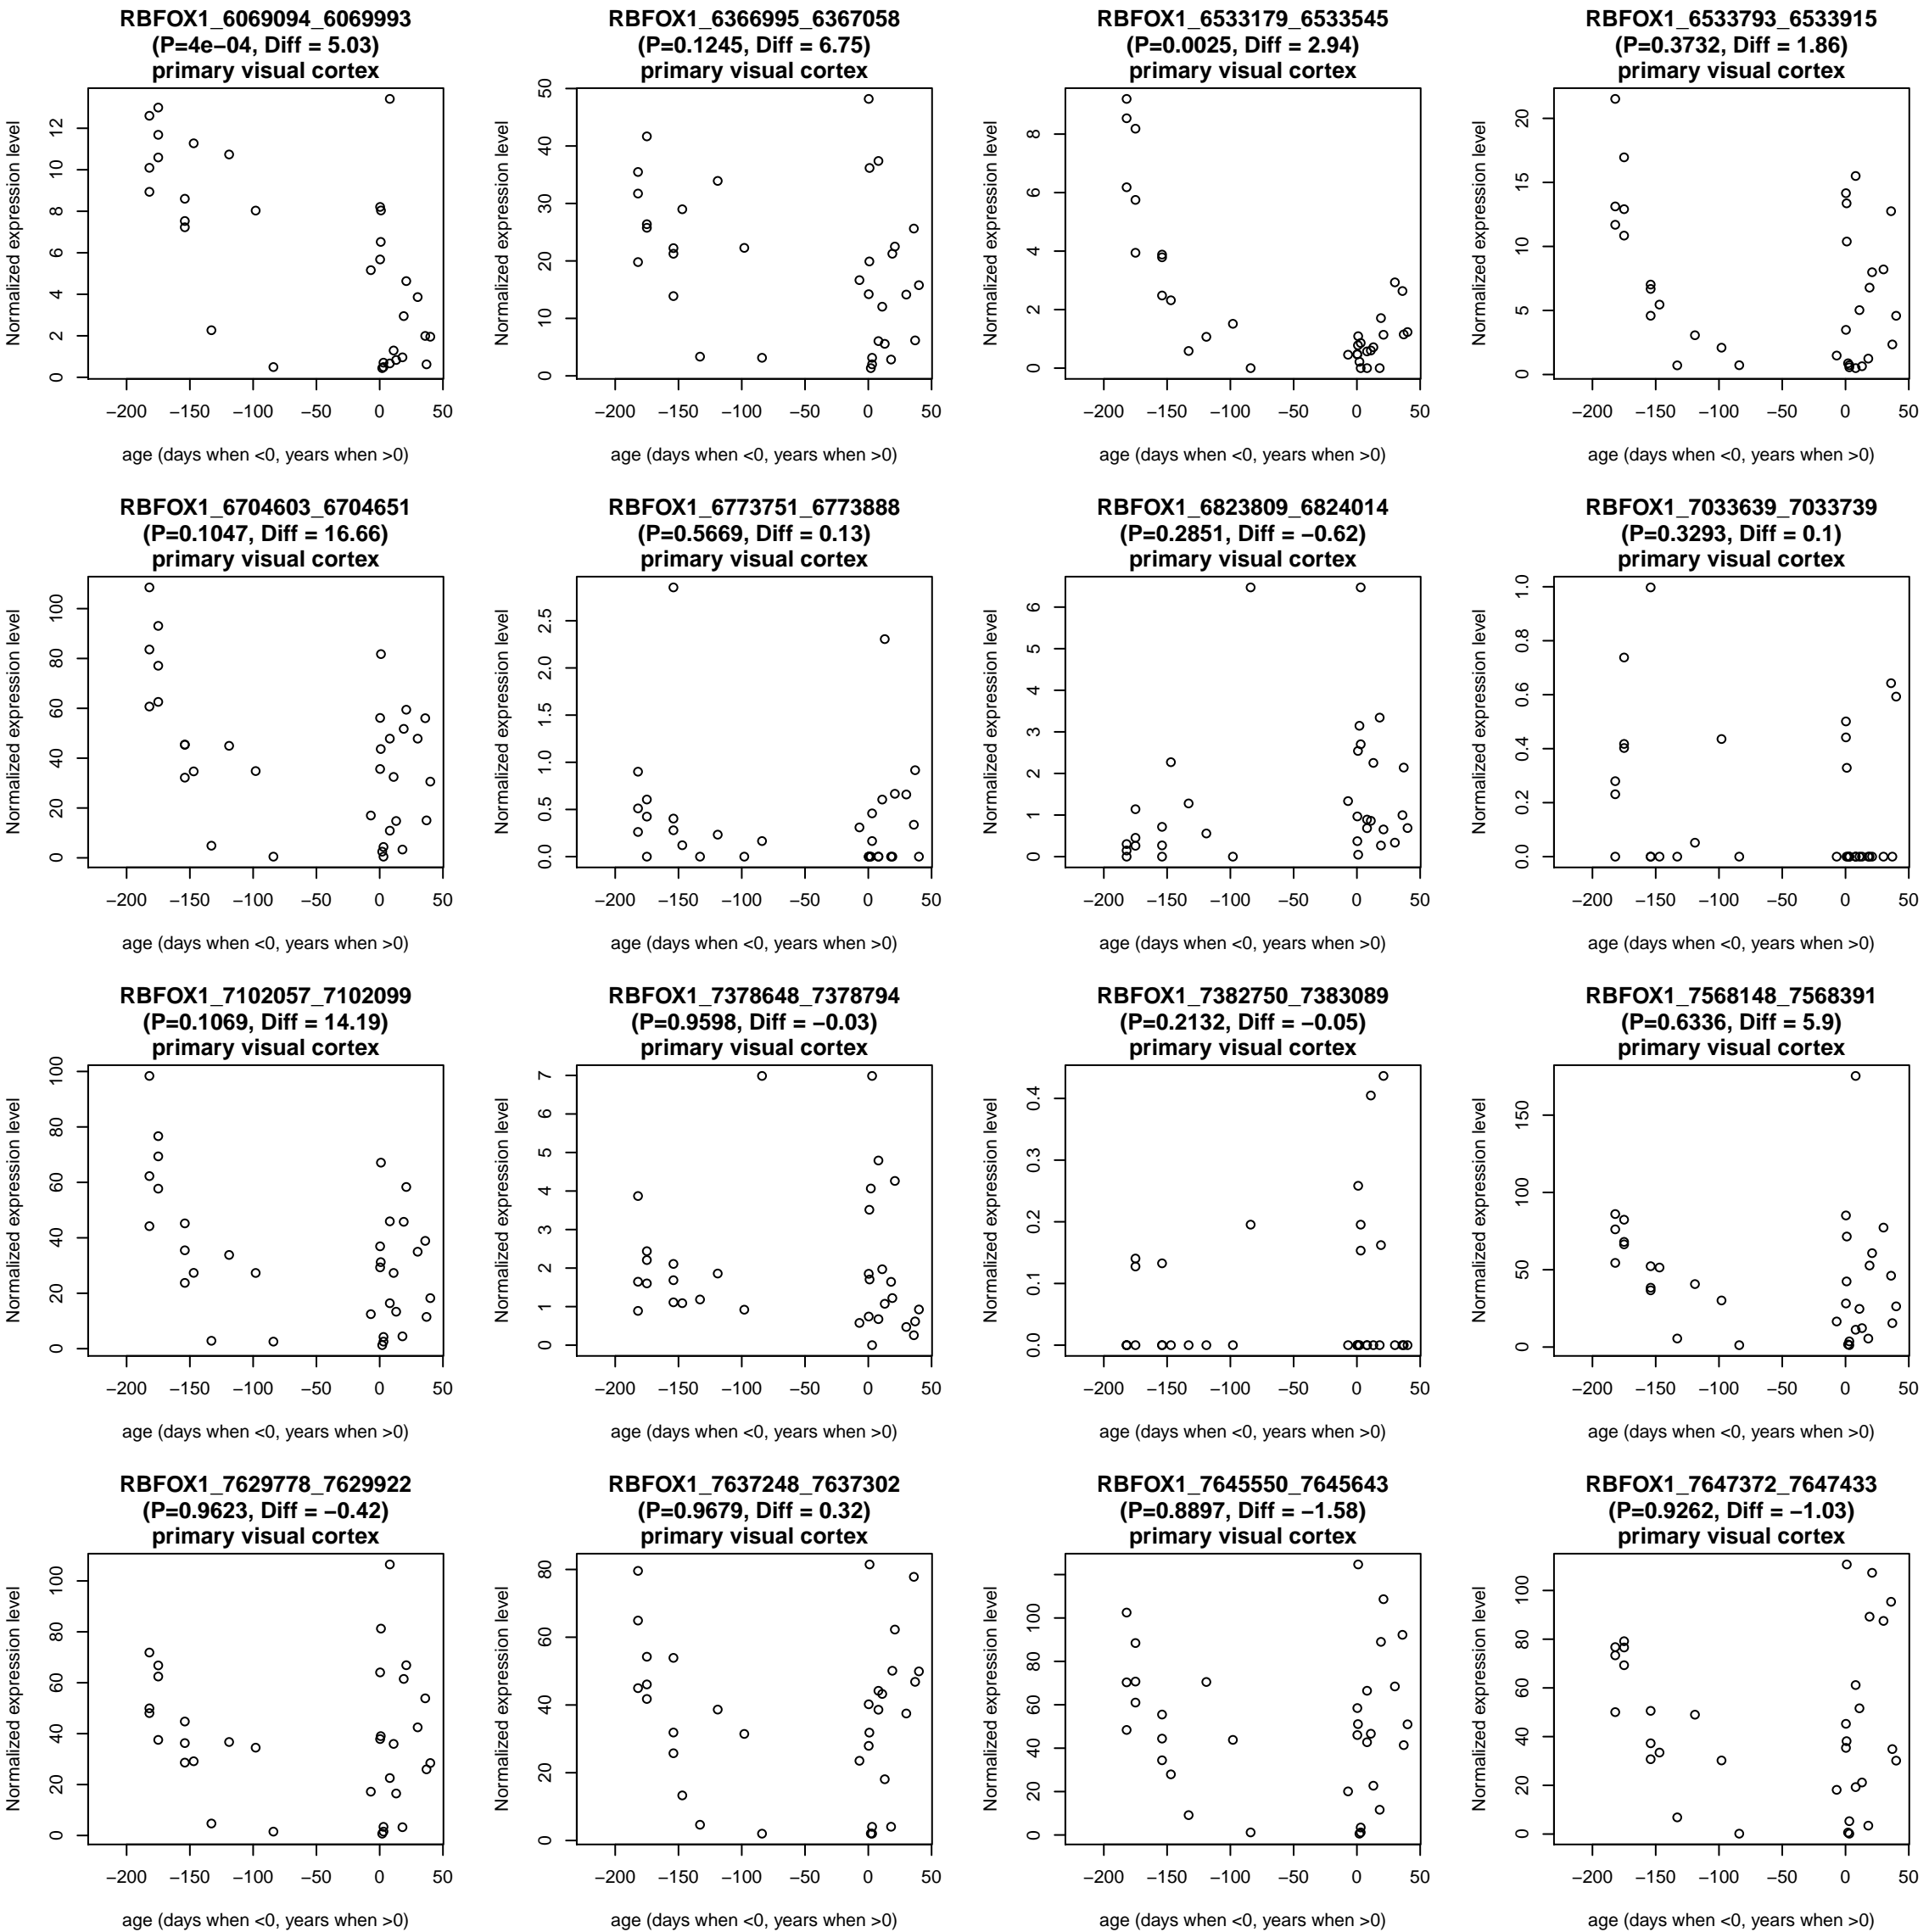 RBFOX1_6069094_6069993
(P=4e−04, Diff = 5.03)
primary visual cortex
Normalized expression level
0 2 4 6 8 10 12
−200 −150 −100 −50 0 50
age (days when <0, years when >0)
RBFOX1_6366995_6367058
(P=0.1245, Diff = 6.75)
primary visual cortex
Normalized expression level
0 10 20 30 40 50
−200 −150 −100 −50 0 50
age (days when <0, years when >0)
RBFOX1_6533179_6533545
(P=0.0025, Diff = 2.94)
primary visual cortex
Normalized expression level
0 2 4 6 8
−200 −150 −100 −50 0 50
age (days when <0, years when >0)
RBFOX1_6533793_6533915
(P=0.3732, Diff = 1.86)
primary visual cortex
Normalized expression level
0 5 10 15 20
−200 −150 −100 −50 0 50
age (days when <0, years when >0)
RBFOX1_6704603_6704651
(P=0.1047, Diff = 16.66)
primary visual cortex
Normalized expression level
0 20 40 60 80 100
−200 −150 −100 −50 0 50
age (days when <0, years when >0)
RBFOX1_6773751_6773888
(P=0.5669, Diff = 0.13)
primary visual cortex
Normalized expression level
0.0 0.5 1.0 1.5 2.0 2.5
−200 −150 −100 −50 0 50
age (days when <0, years when >0)
RBFOX1_6823809_6824014
(P=0.2851, Diff = −0.62)
primary visual cortex
Normalized expression level
0 1 2 3 4 5 6
−200 −150 −100 −50 0 50
age (days when <0, years when >0)
RBFOX1_7033639_7033739
(P=0.3293, Diff = 0.1)
primary visual cortex
Normalized expression level
0.0 0.2 0.4 0.6 0.8 1.0
−200 −150 −100 −50 0 50
age (days when <0, years when >0)
RBFOX1_7102057_7102099
(P=0.1069, Diff = 14.19)
primary visual cortex
Normalized expression level
0 20 40 60 80 100
−200 −150 −100 −50 0 50
age (days when <0, years when >0)
RBFOX1_7378648_7378794
(P=0.9598, Diff = −0.03)
primary visual cortex
Normalized expression level
0 1 2 3 4 5 6 7
−200 −150 −100 −50 0 50
age (days when <0, years when >0)
RBFOX1_7382750_7383089
(P=0.2132, Diff = −0.05)
primary visual cortex
Normalized expression level
0.0 0.1 0.2 0.3 0.4
−200 −150 −100 −50 0 50
age (days when <0, years when >0)
RBFOX1_7568148_7568391
(P=0.6336, Diff = 5.9)
primary visual cortex
Normalized expression level
0 50 100 150
−200 −150 −100 −50 0 50
age (days when <0, years when >0)
RBFOX1_7629778_7629922
(P=0.9623, Diff = −0.42)
primary visual cortex
Normalized expression level
0 20 40 60 80 100
−200 −150 −100 −50 0 50
age (days when <0, years when >0)
RBFOX1_7637248_7637302
(P=0.9679, Diff = 0.32)
primary visual cortex
Normalized expression level
0 20 40 60 80
−200 −150 −100 −50 0 50
age (days when <0, years when >0)
RBFOX1_7645550_7645643
(P=0.8897, Diff = −1.58)
primary visual cortex
Normalized expression level
0 20 40 60 80 100
−200 −150 −100 −50 0 50
age (days when <0, years when >0)
RBFOX1_7647372_7647433
(P=0.9262, Diff = −1.03)
primary visual cortex
Normalized expression level
0 20 40 60 80 100
−200 −150 −100 −50 0 50
age (days when <0, years when >0)